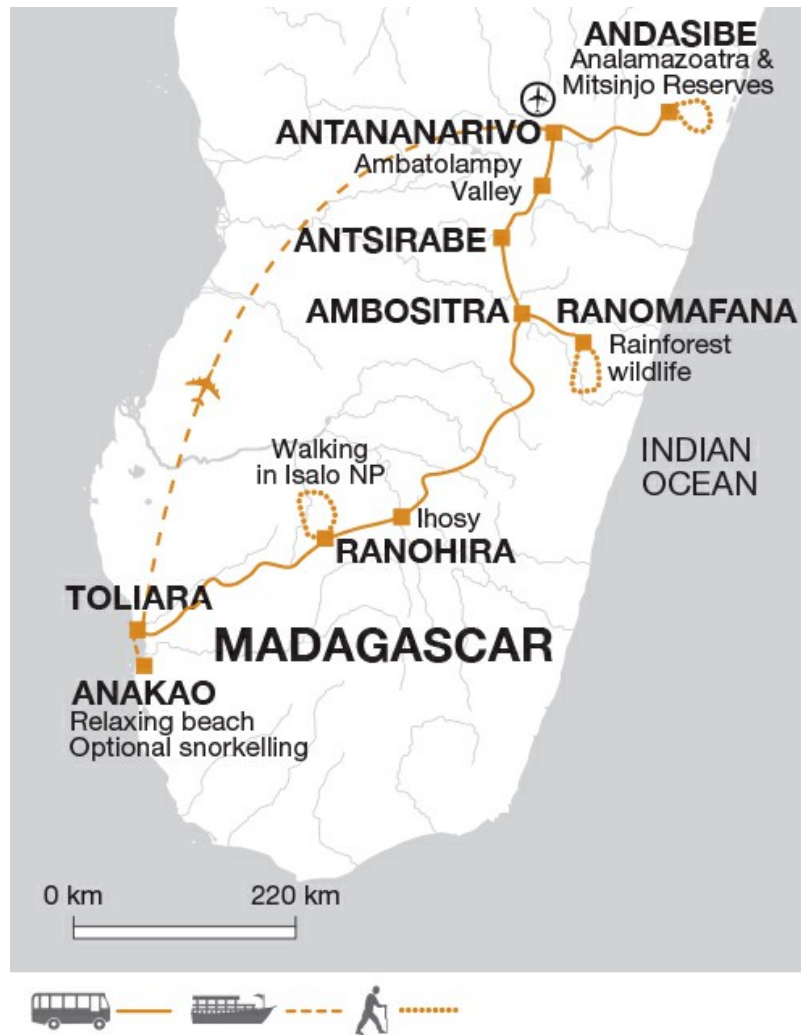 ANDASIBE
Analamazoatra &
Mitsinjo Reserves
ANTANANARIVO
Ambatolampy
Valley
ANTSIRABE
AMBOSITRA
RANOMAFANA
Rainforest
wildlife
INDIAN
OCEAN
Walking
in Isalo NP
Ihosy
RANOHIRA
TOLIARA
MADAGASCAR
ANAKAO
Relaxing beach
Optional snorkelling
0 km
220 km